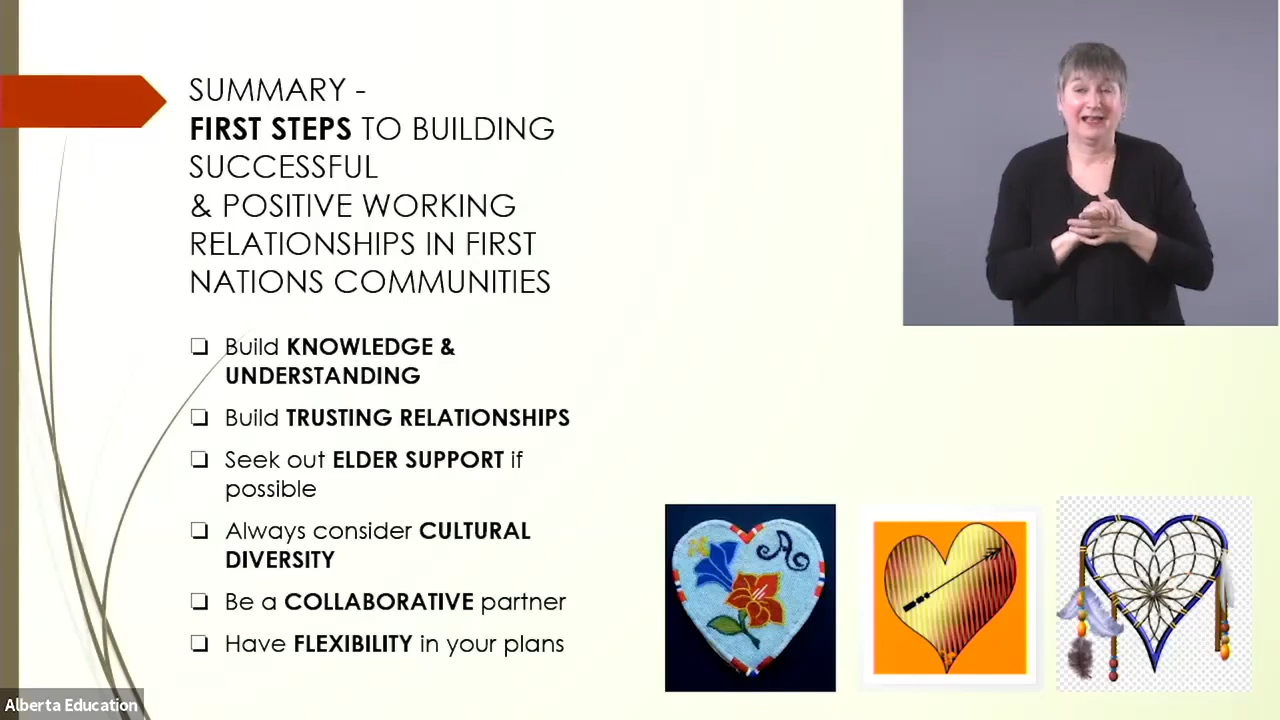 SUMMARY -
FIRST STEPS TO BUILDING
SUCCESSFUL
& POSITIVE WORKING
RELATIONSHIPS IN FIRST
NATIONS COMMUNITIES
Build KNOWLEDGE &
UNDERSTANDING
Build TRUSTING RELATIONSHIPS
Seek out ELDER SUPPORT if
possible
Always consider CULTURAL
DIVERSITY
Be a COLLABORATIVE partner
Have FLEXIBILITY in your plans
A
Alberta Education